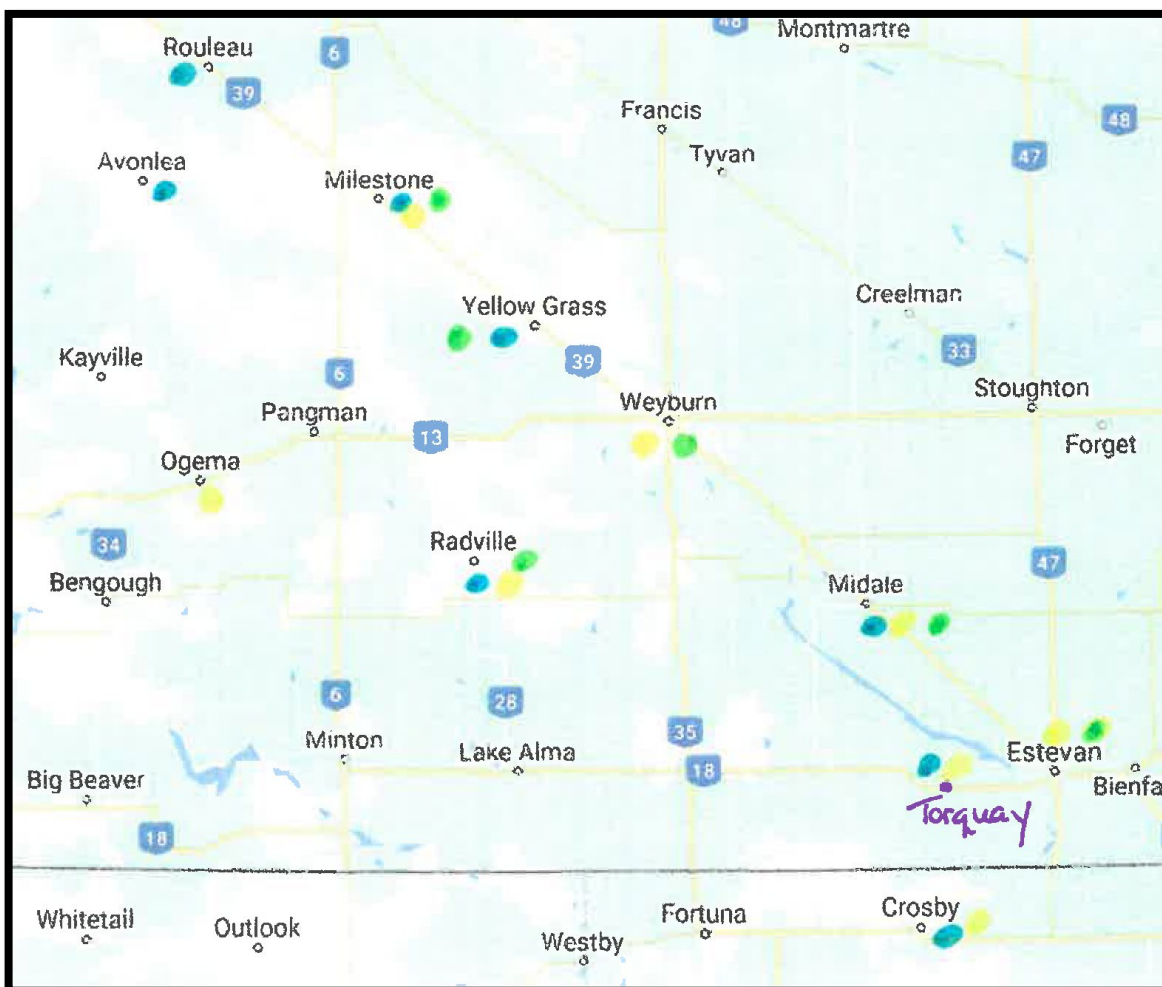 48
Montmartre
Rouleau
6
39
Francis
48
Tyvan
47
Avonlea
Milestone
Creelman
Yellow Grass
33
39
Kayville
6
Stoughton
Weyburn
Pangman
13
Forget
Ogema
34
Radville
47
Bengough
Midale
6
28
35
Minton
Lake Alma
18
Estevan
Big Beaver
Bienfa
Torquay
18
Whitetail
Outlook
Westby
Fortuna
Crosby